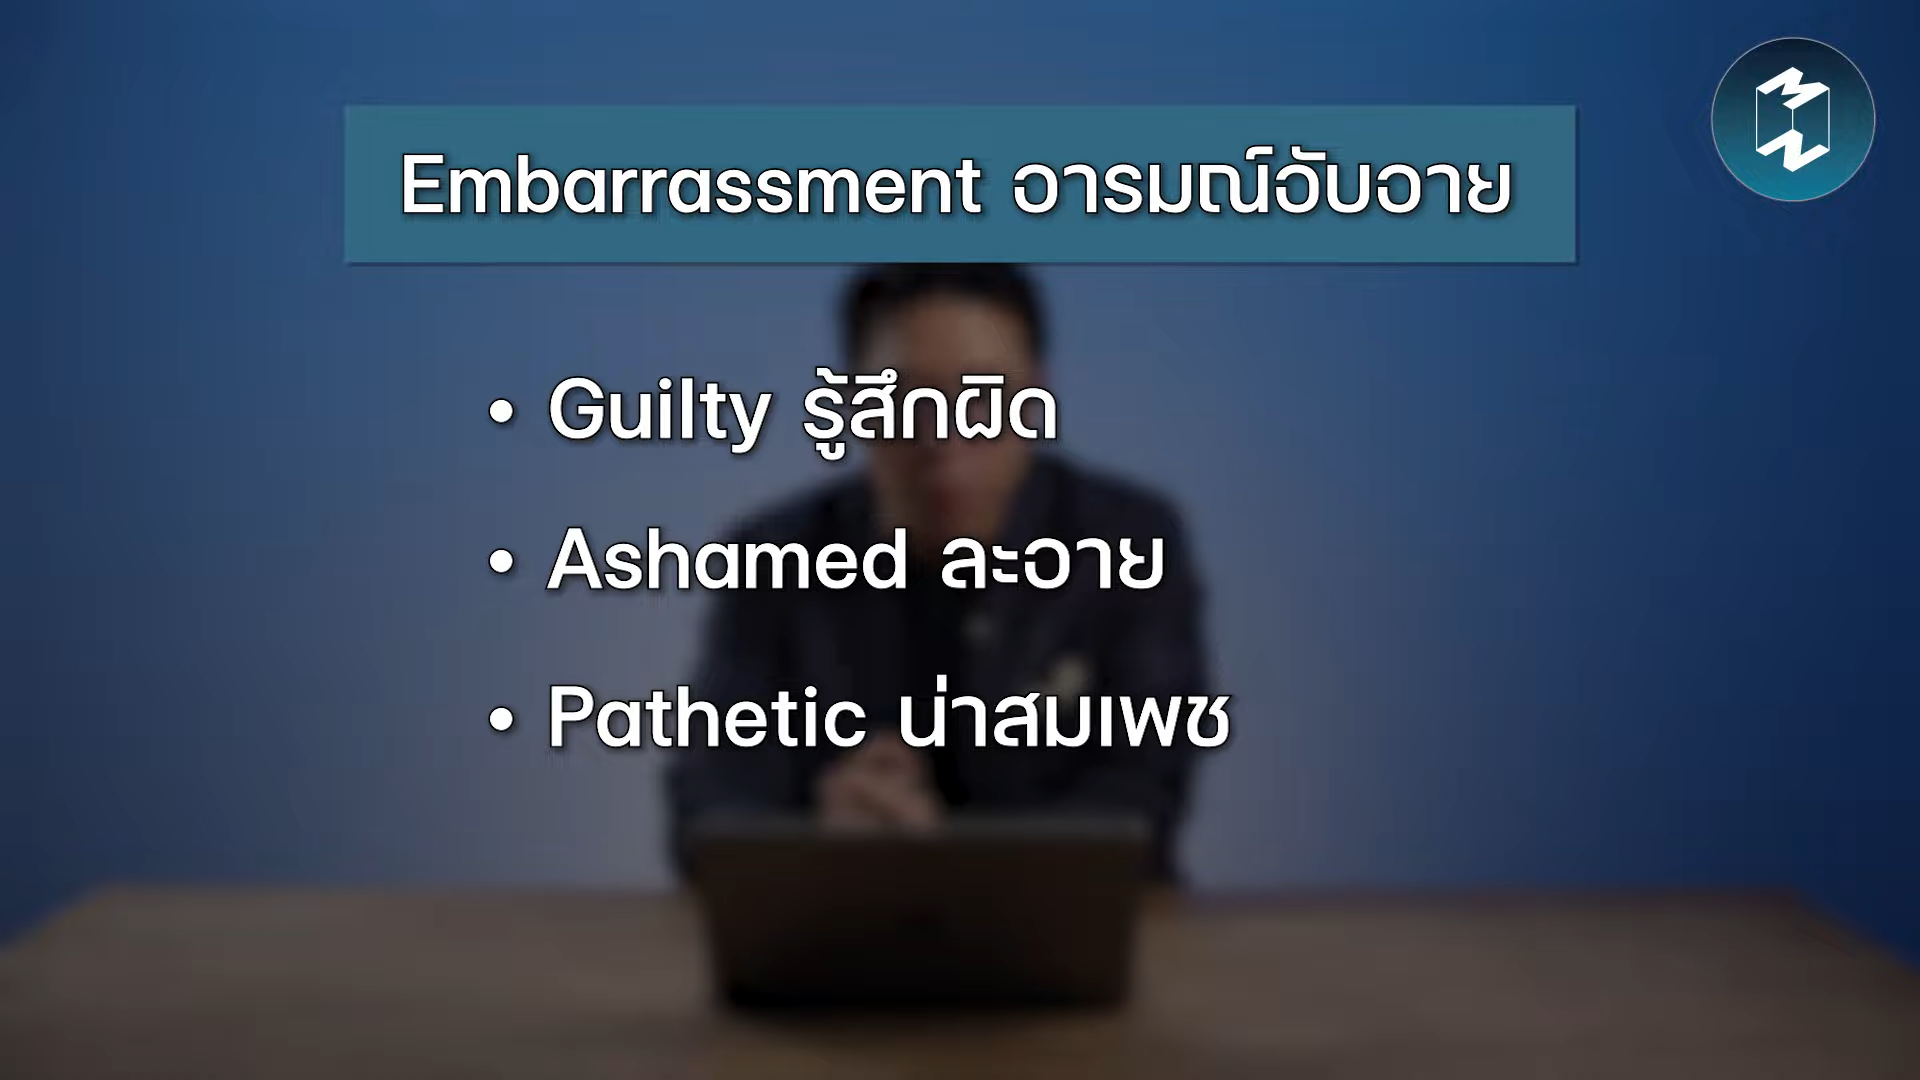 Embarrassment อารมณ์อับอาย
• Guilty รู้สึกผิด
• Ashamed ละอาย
• Pathetic น่าสมเพช